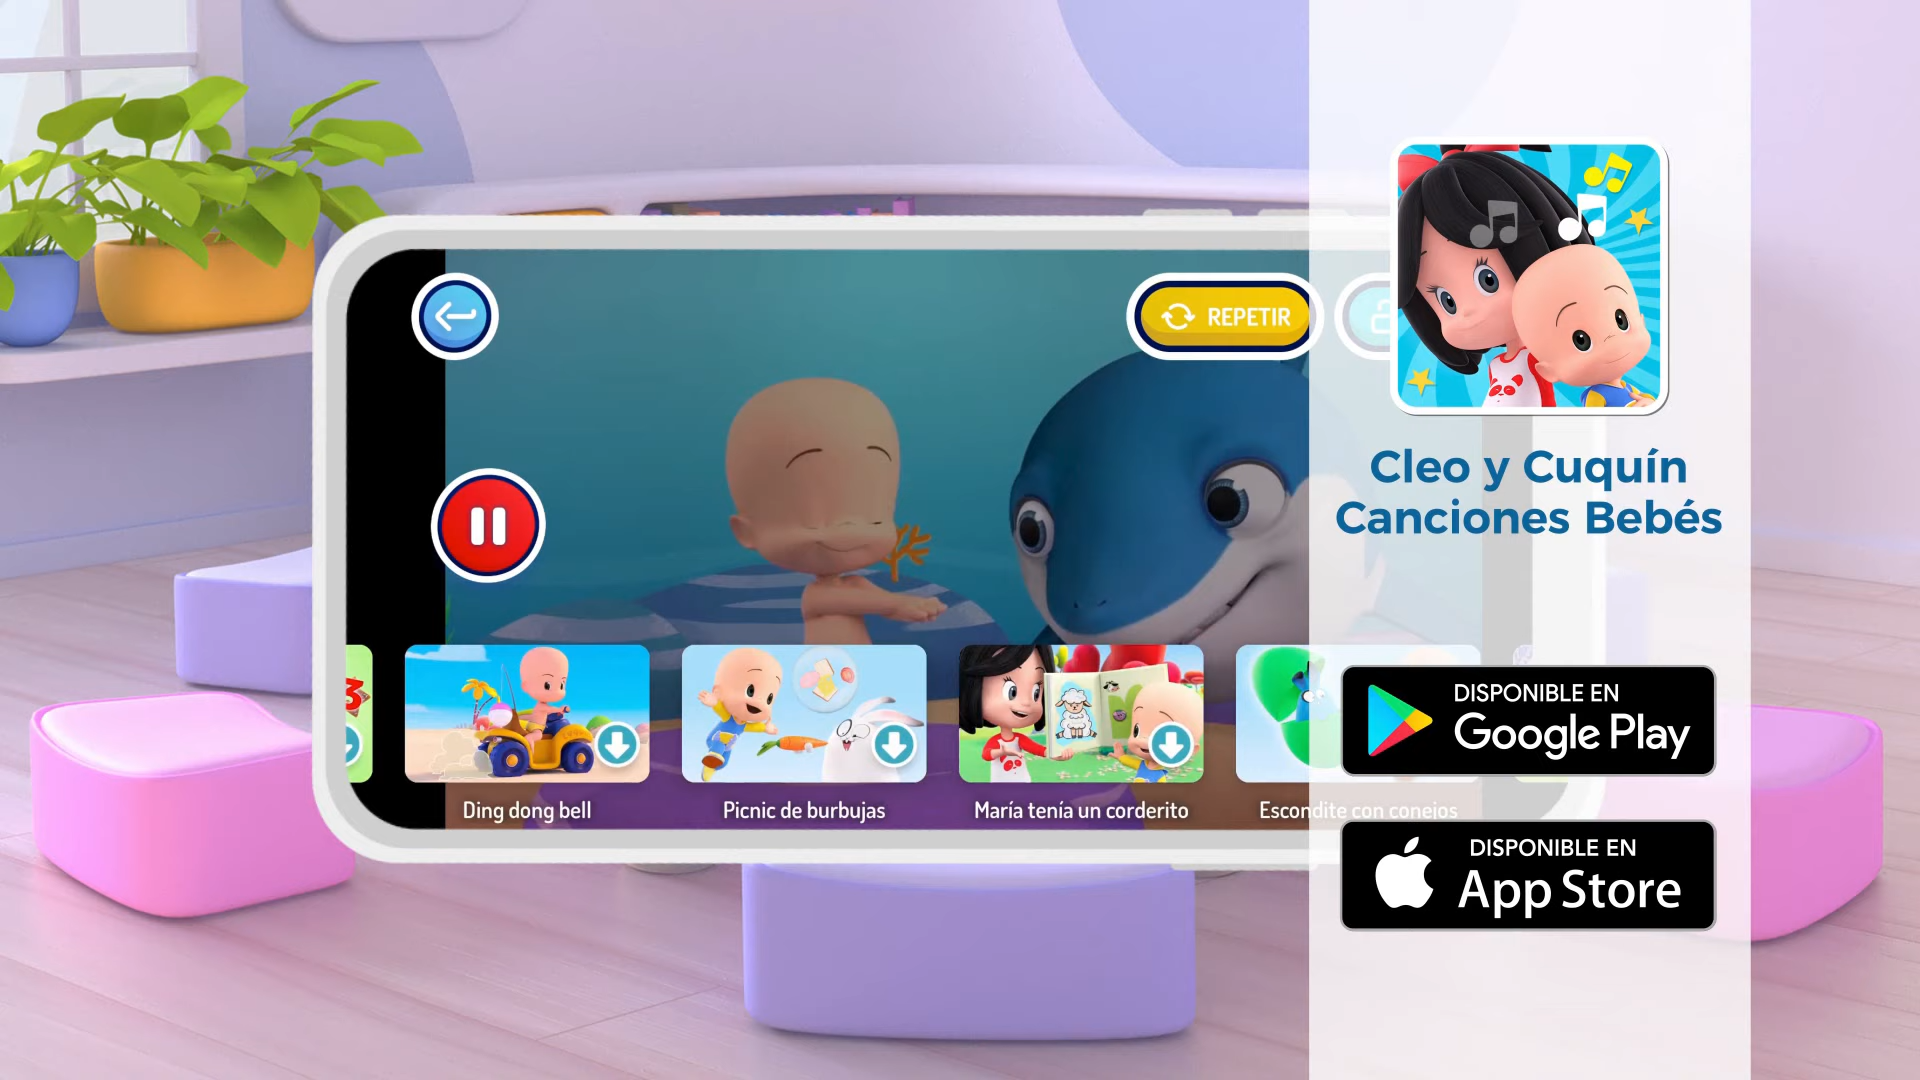 REPETIR
Ding dong bell
Picnic de burbujas
María tenía un corderito
Escondite con conejos
Cleo y Cuquín
Canciones Bebés
DISPONIBLE EN
Google Play
DISPONIBLE EN
App Store